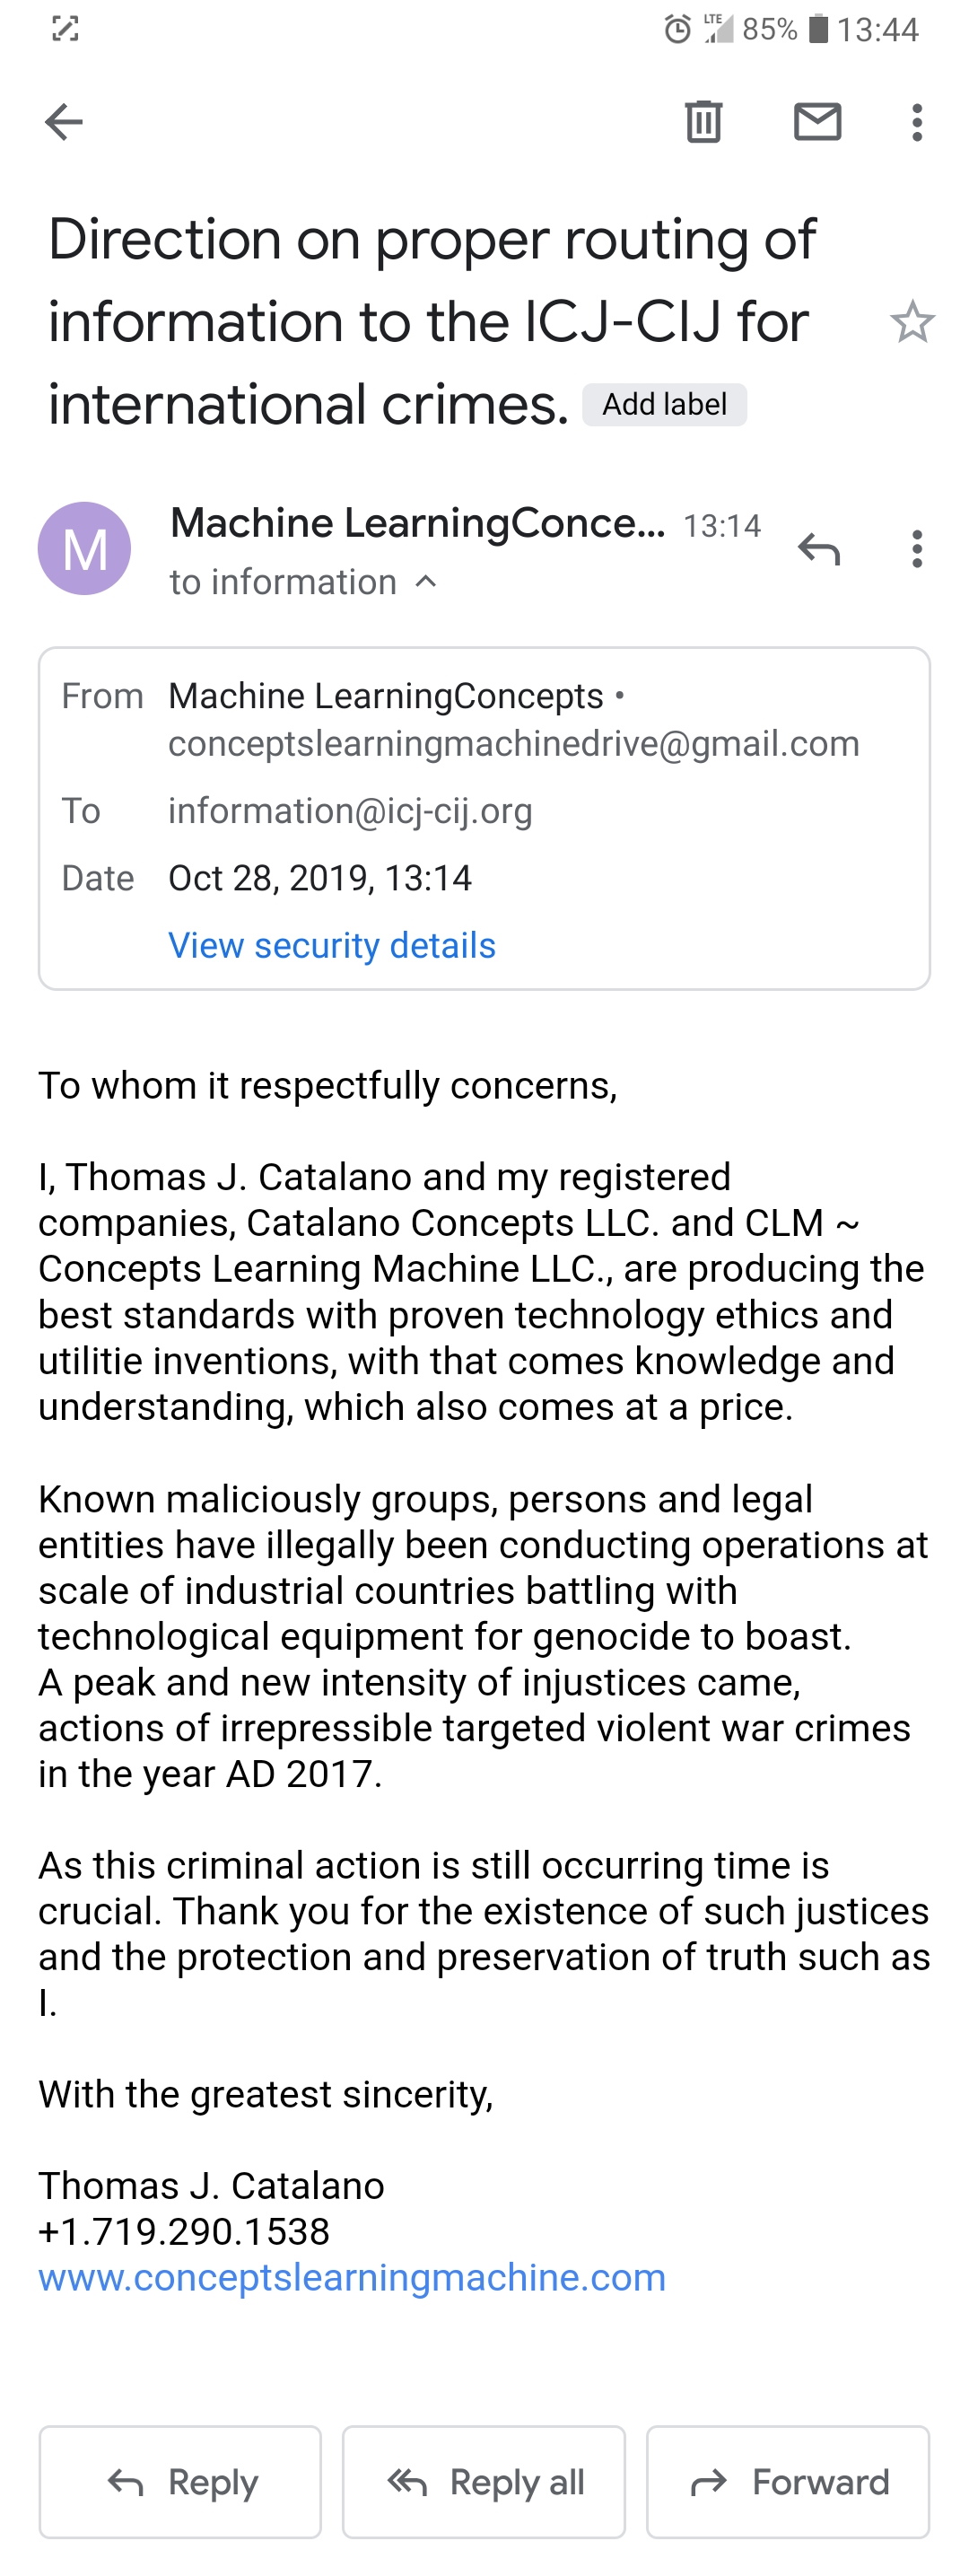 LTE 85% 13:44
Direction on proper routing of
information to the ICJ-CIJ for
international crimes. Add label
M
Machine LearningConce... 13:14
to information
From Machine LearningConcepts •
conceptslearningmachinedrive@gmail.com
To information@icj-cij.org
Date Oct 28, 2019, 13:14
View security details
To whom it respectfully concerns,
I, Thomas J. Catalano and my registered
companies, Catalano Concepts LLC. and CLM ~
Concepts Learning Machine LLC., are producing the
best standards with proven technology ethics and
utilitie inventions, with that comes knowledge and
understanding, which also comes at a price.
Known maliciously groups, persons and legal
entities have illegally been conducting operations at
scale of industrial countries battling with
technological equipment for genocide to boast.
A peak and new intensity of injustices came,
actions of irrepressible targeted violent war crimes
in the year AD 2017.
As this criminal action is still occurring time is
crucial. Thank you for the existence of such justices
and the protection and preservation of truth such as
I.
With the greatest sincerity,
Thomas J. Catalano
+1.719.290.1538
www.conceptslearningmachine.com
Reply Reply all Forward